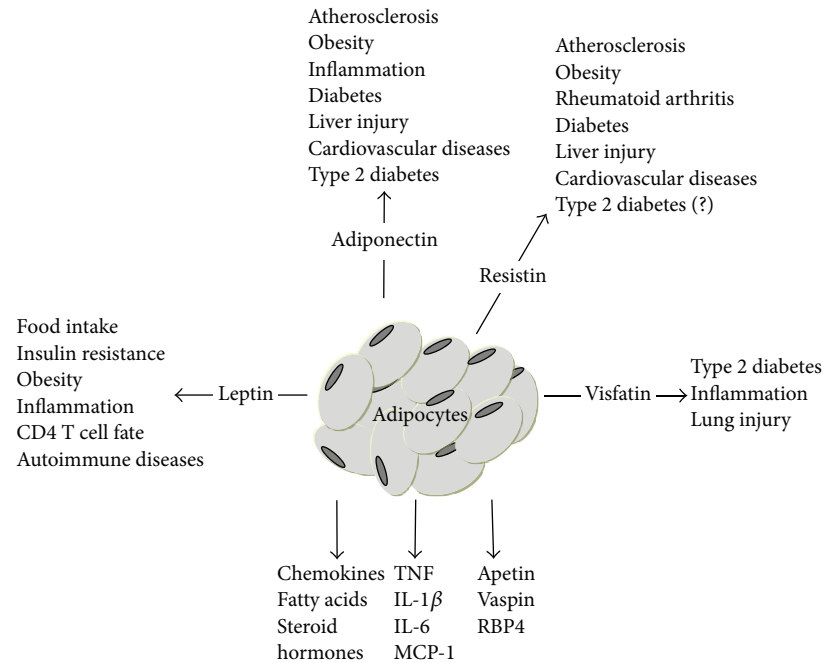 Atherosclerosis
Obesity
Inflammation
Diabetes
Liver injury
Cardiovascular diseases
Type 2 diabetes
Adiponectin
Atherosclerosis
Obesity
Rheumatoid arthritis
Diabetes
Liver injury
Cardiovascular diseases
Type 2 diabetes (?)
Resistin
Food intake
Insulin resistance
Obesity
Inflammation
CD4 T cell fate
Autoimmune diseases
Leptin
Adipocytes
Visfatin
Type 2 diabetes
Inflammation
Lung injury
Chemokines
Fatty acids
Steroid
hormones
TNF
IL-1β
IL-6
MCP-1
Apetin
Vaspin
RBP4